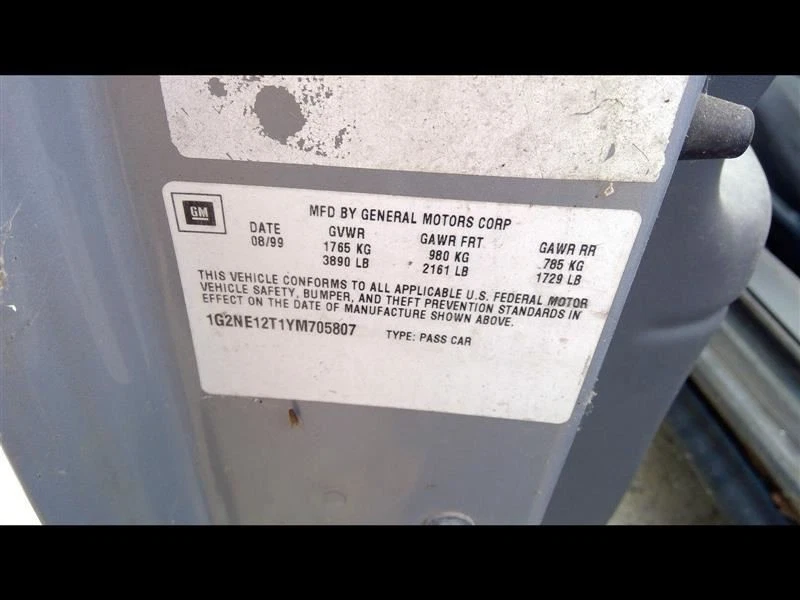 GM
MFD BY GENERAL MOTORS CORP
DATE GVWR GAWR FRT GAWR RR
08/99 1765 KG 980 KG 785 KG
3890 LB 2161 LB 1729 LB
THIS VEHICLE CONFORMS TO ALL APPLICABLE U.S. FEDERAL MOTOR
VEHICLE SAFETY, BUMPER, AND THEFT PREVENTION STANDARDS IN
EFFECT ON THE DATE OF MANUFACTURE SHOWN ABOVE.
1G2NE12T1YM705807 TYPE: PASS CAR